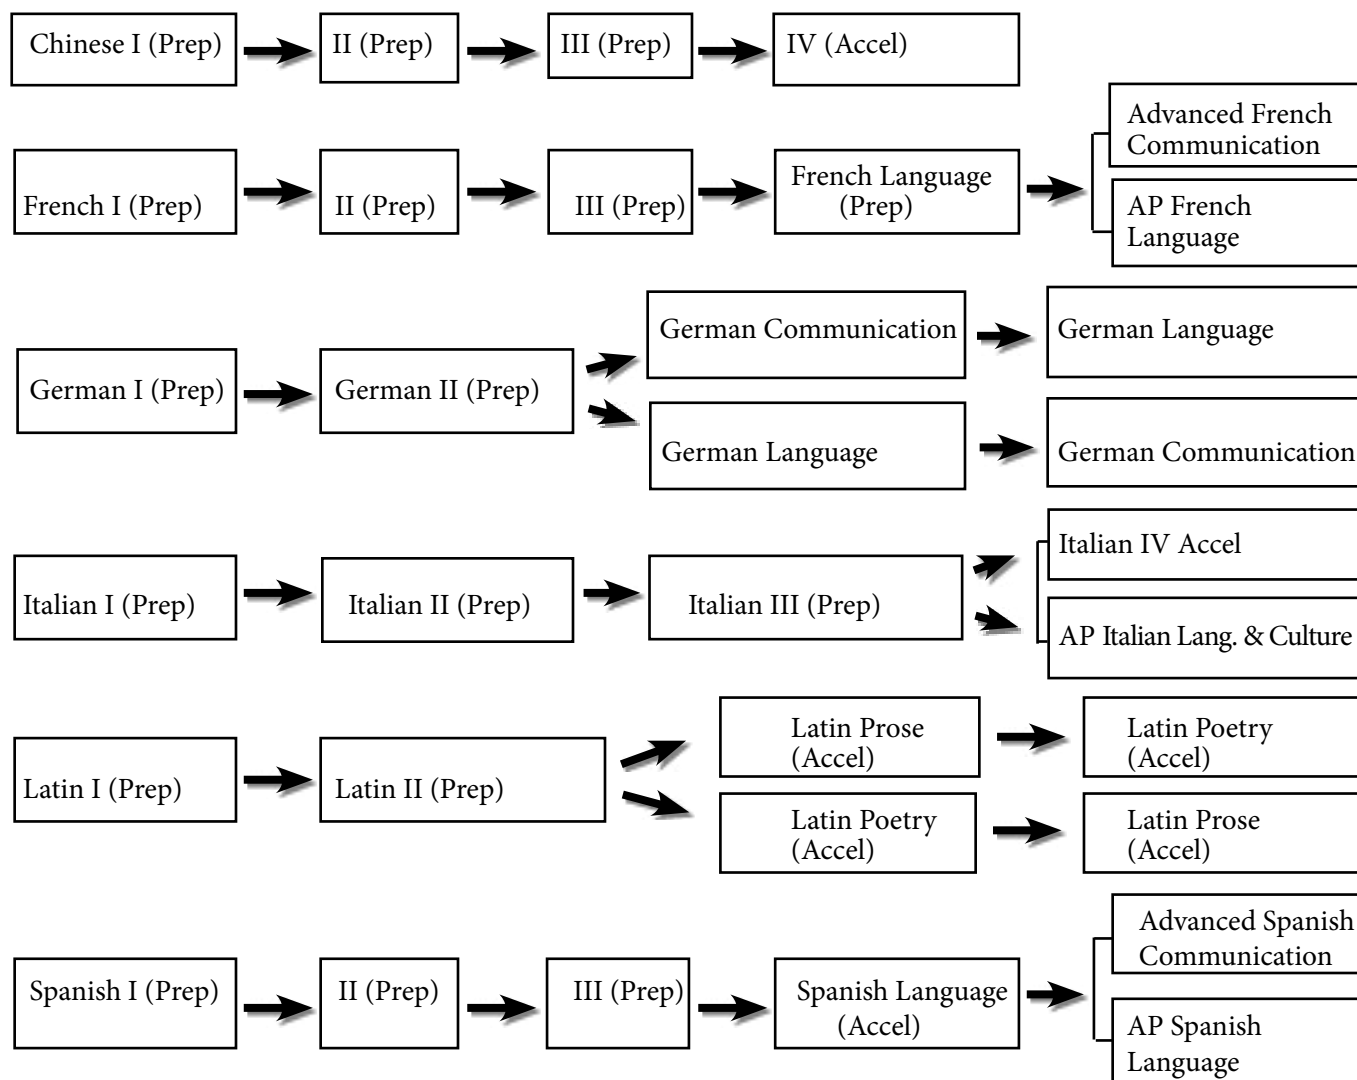 Chinese I (Prep)
II (Prep)
III (Prep)
IV (Accel)
French I (Prep)
II (Prep)
III (Prep)
French Language
(Prep)
Advanced French
Communication
AP French
Language
German I (Prep)
German II (Prep)
German Communication
German Language
German Language
German Communication
Italian I (Prep)
Italian II (Prep)
Italian III (Prep)
Italian IV Accel
AP Italian Lang. & Culture
Latin I (Prep)
Latin II (Prep)
Latin Prose
(Accel)
Latin Poetry
(Accel)
Latin Poetry
(Accel)
Latin Prose
(Accel)
Spanish I (Prep)
II (Prep)
III (Prep)
Spanish Language
(Accel)
Advanced Spanish
Communication
AP Spanish
Language